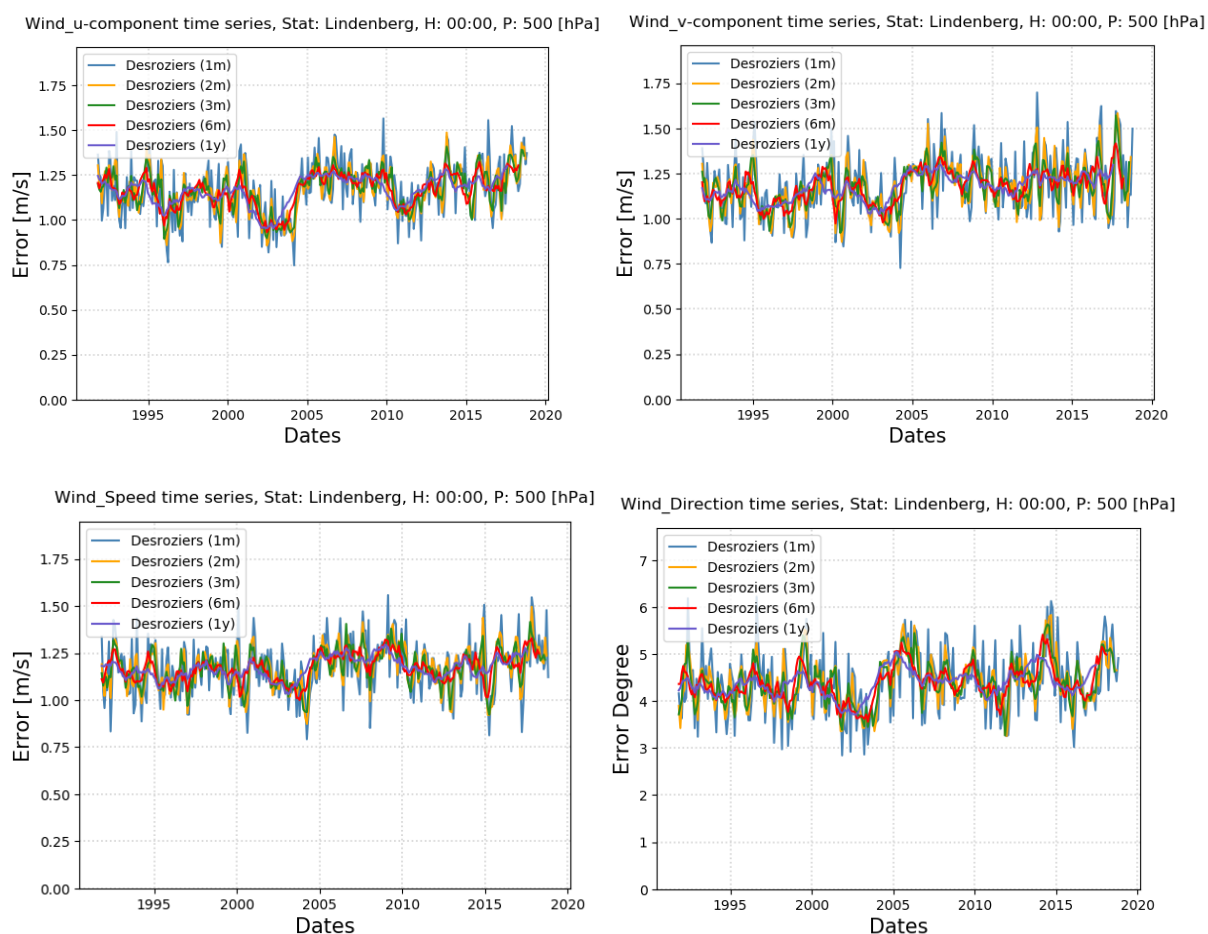 Wind_u-component time series, Stat: Lindenberg, H: 00:00, P: 500 [hPa]
Desroziers (1m)
Desroziers (2m)
Desroziers (3m)
Desroziers (6m)
Desroziers (1y)
Error [m/s]
1.75
1.50
1.25
1.00
0.75
0.50
0.25
0.00
1995 2000 2005 2010 2015 2020
Dates
Wind_v-component time series, Stat: Lindenberg, H: 00:00, P: 500 [hPa]
Desroziers (1m)
Desroziers (2m)
Desroziers (3m)
Desroziers (6m)
Desroziers (1y)
Error [m/s]
1.75
1.50
1.25
1.00
0.75
0.50
0.25
0.00
1995 2000 2005 2010 2015 2020
Dates
Wind_Speed time series, Stat: Lindenberg, H: 00:00, P: 500 [hPa]
Desroziers (1m)
Desroziers (2m)
Desroziers (3m)
Desroziers (6m)
Desroziers (1y)
Error [m/s]
1.75
1.50
1.25
1.00
0.75
0.50
0.25
0.00
1995 2000 2005 2010 2015 2020
Dates
Wind_Direction time series, Stat: Lindenberg, H: 00:00, P: 500 [hPa]
Desroziers (1m)
Desroziers (2m)
Desroziers (3m)
Desroziers (6m)
Desroziers (1y)
Error Degree
7
6
5
4
3
2
1
0
1995 2000 2005 2010 2015 2020
Dates